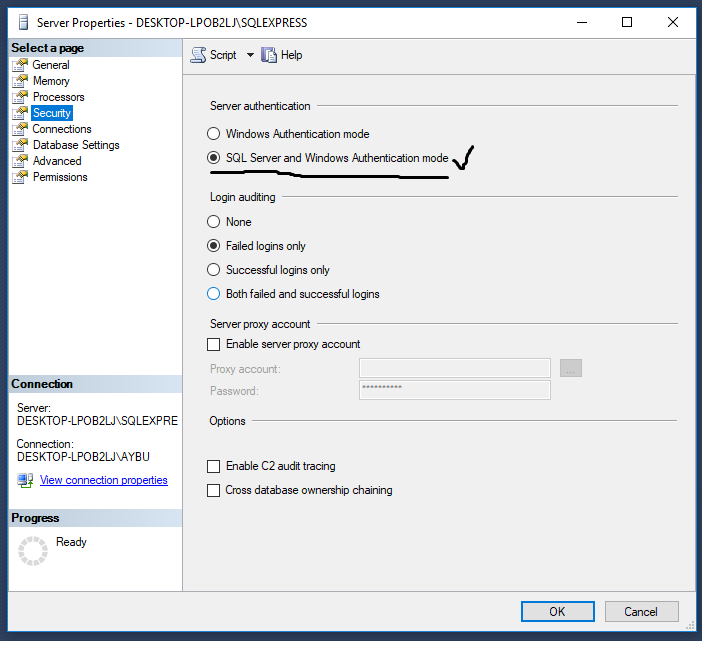 Server Properties - DESKTOP-LPOB2LJ\SQLEXPRESS
Select a page
General
Memory
Processors
Security
Connections
Database Settings
Advanced
Permissions
Connection
Server:
DESKTOP-LPOB2LJ\SQLEXPRE
Connection:
DESKTOP-LPOB2LJ\AYBU
View connection properties
Progress
Ready
Script Help
Server authentication
Windows Authentication mode
SQL Server and Windows Authentication mode
Login auditing
None
Failed logins only
Successful logins only
Both failed and successful logins
Server proxy account
Enable server proxy account
Proxy account:
...
Password: **********
Options
Enable C2 audit tracing
Cross database ownership chaining
OK Cancel